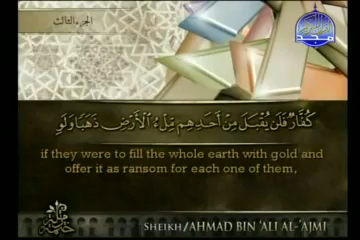 الجزء الثالث
كُفَّارٌ فَلَن يُقْبَلَ مِنْ أَحَدِهِم مِّلْءُ الْأَرْضِ ذَهَبًا وَلَوِ
if they were to fill the whole earth with gold and
offer it as ransom for each one of them,
SHEIKH/AHMAD BIN 'ALI AL-'AJMI